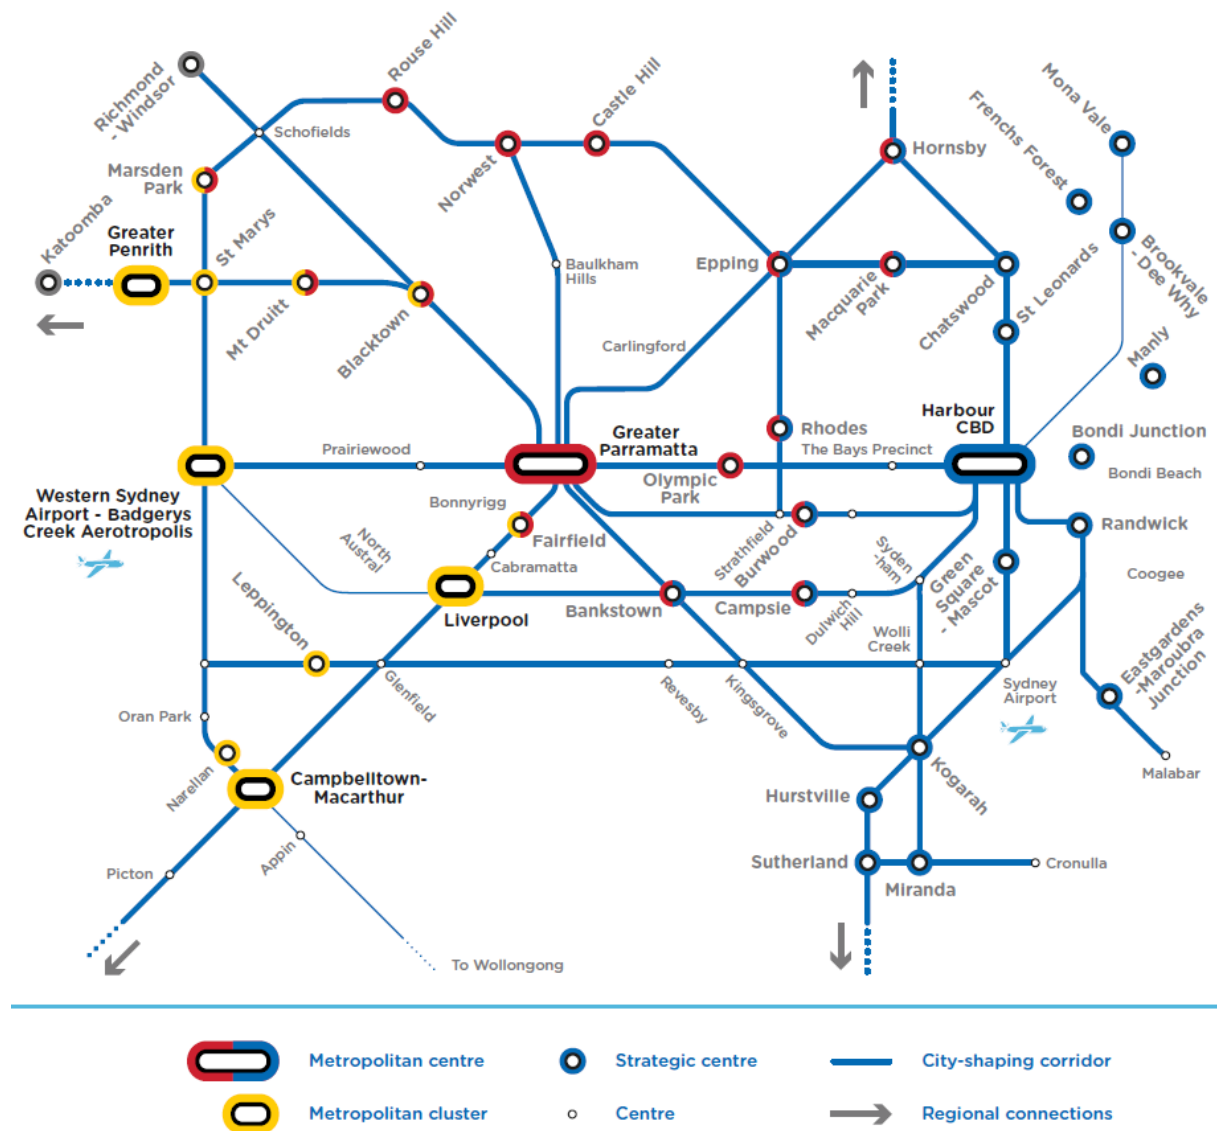 Richmond
- Windsor
Rouse Hill
Castle Hill
Mona Vale
Frenchs Forest
Schofields
Hornsby
Marsden
Park
Norwest
Katoomba
Greater
Penrith
St Marys
Baulkham
Hills
Epping
Macquarie
Park
Chatswood
St Leonards
Brookvale
- Dee Why
Mt Druitt
Blacktown
Carlingford
Manly
Harbour
CBD
Greater
Parramatta
Rhodes
The Bays Precinct
Bondi Junction
Bondi Beach
Prairiewood
Olympic
Park
Western Sydney
Airport - Badgerys
Creek Aerotropolis
Bonnyrigg
Fairfield
Cabramatta
North
Austral
Strathfield
Burwood
Syden
-ham
Green
Square
- Mascot
Randwick
Coogee
Leppington
Liverpool
Bankstown
Campsie
Dulwich
Hill
Wolli
Creek
Eastgardens
-Maroubra
Junction
Glenfield
Revesby
Kingsgrove
Sydney
Airport
Oran Park
Narellan
Campbelltown-
Macarthur
Kogarah
Malabar
Hurstville
Appin
Picton
Sutherland
Miranda
Cronulla
To Wollongong
Metropolitan centre
Strategic centre
City-shaping corridor
Metropolitan cluster
Centre
Regional connections